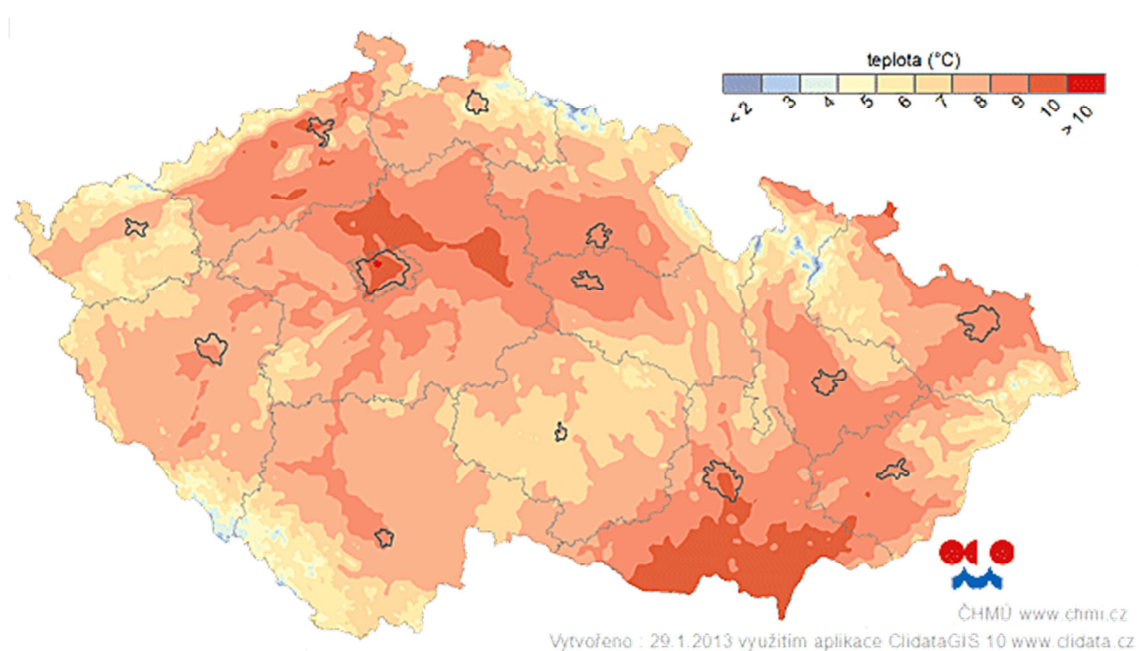 teplota (°C)
< 2 3 4 5 6 7 8 9 10 > 10
ČHMÚ www.chmi.cz
Vytvořeno : 29.1.2013 využitím aplikace ClidataGIS 10 www.clidata.cz